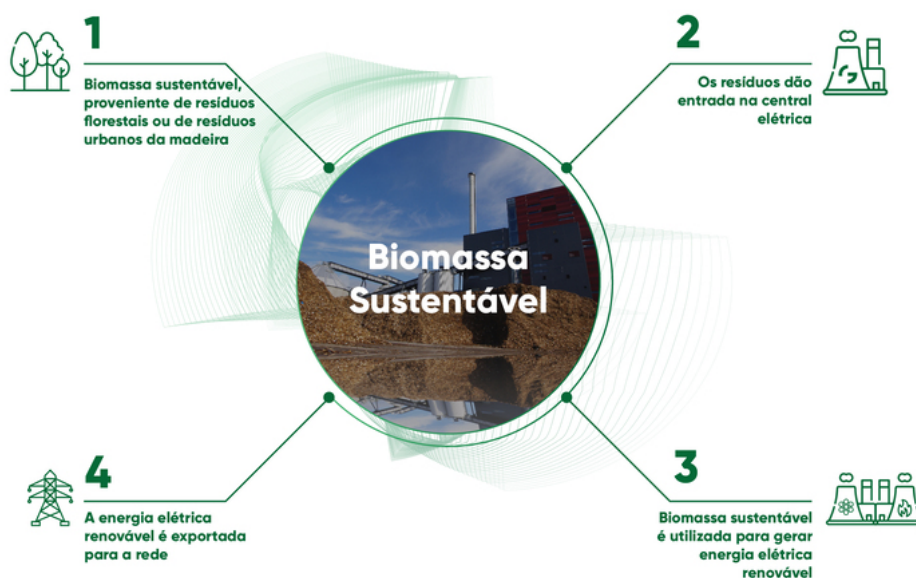 1
Biomassa sustentável,
proveniente de resíduos
florestais ou de resíduos
urbanos da madeira
2
Os resíduos dão
entrada na central
elétrica
Biomassa
Sustentável
3
Biomassa sustentável
é utilizada para gerar
energia elétrica
renovável
4
A energia elétrica
renovável é exportada
para a rede